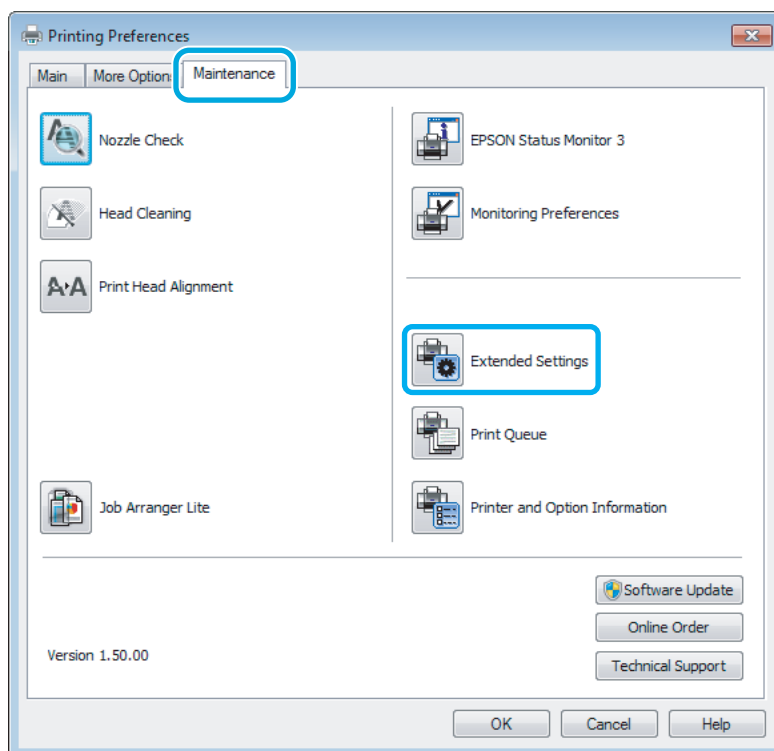 Printing Preferences
Main
More Option
Maintenance
Nozzle Check
Head Cleaning
A A Print Head Alignment
Job Arranger Lite
EPSON Status Monitor 3
Monitoring Preferences
Extended Settings
Print Queue
Printer and Option Information
Software Update
Online Order
Technical Support
Version 1.50.00
OK
Cancel
Help